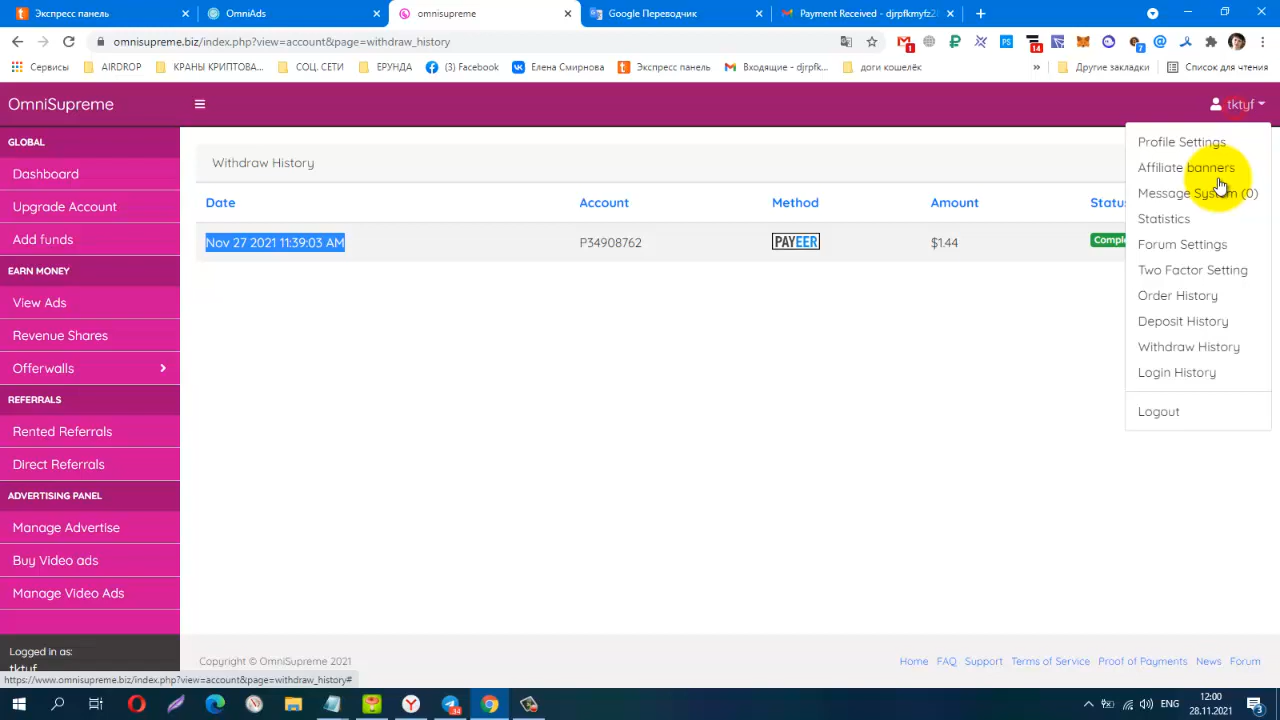 Экспресс панель
OmniAds
omnisupreme
Google Переводчик
Payment Received - djrpfkmyfz2
omnisupreme.biz/index.php?view=account&page=withdraw_history
Сервисы
AIRDROP
КРАНЫ КРИПТОВА...
СОЦ. СЕТИ
ЕРУНДА
(3) Facebook
Елена Смирнова
Экспресс панель
Входящие - djrpfk...
доги кошелёк
»
Другие закладки
Список для чтения
OmniSupreme
tktyf
GLOBAL
Dashboard
Upgrade Account
Add funds
EARN MONEY
View Ads
Revenue Shares
Offerwalls
REFERRALS
Rented Referrals
Direct Referrals
ADVERTISING PANEL
Manage Advertise
Buy Video ads
Manage Video Ads
Logged in as:
tktyf
Withdraw History
Date Account Method Amount Status
Nov 27 2021 11:39:03 AM P34908762 PAYEER $1.44 Comple
Profile Settings
Affiliate banners
Message System (0)
Statistics
Forum Settings
Two Factor Setting
Order History
Deposit History
Withdraw History
Login History
Logout
Copyright © OmniSupreme 2021
Home FAQ Support Terms of Service Proof of Payments News Forum
https://www.omnisupreme.biz/index.php?view=account&page=withdraw_history#
ENG
12:00
28.11.2021